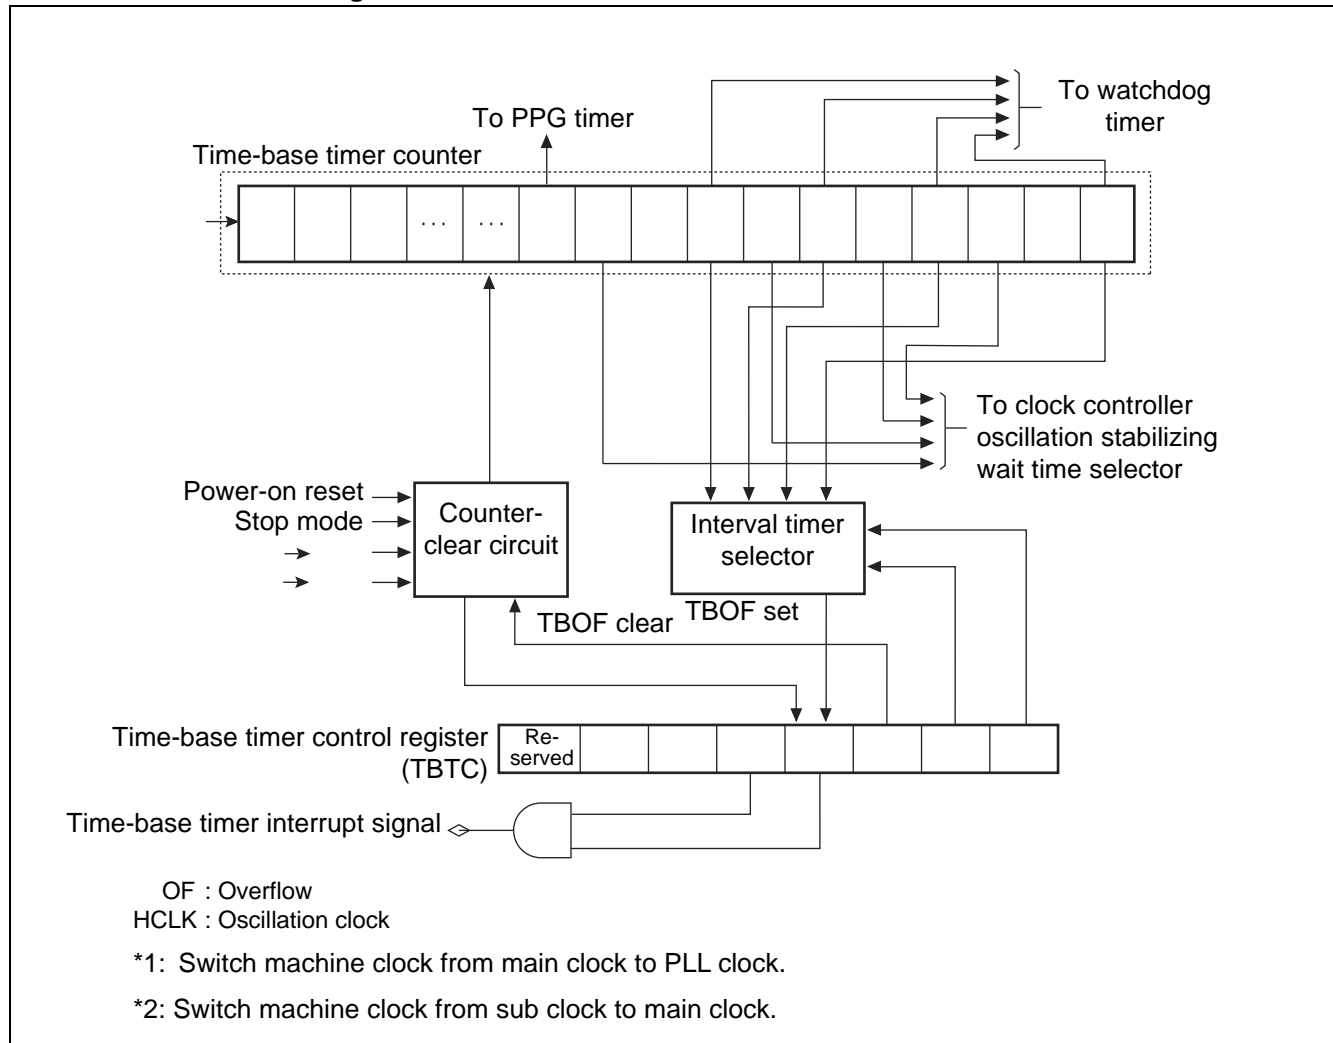 To watchdog
timer
To PPG timer
Time-base timer counter
... ...
To clock controller
oscillation stabilizing
wait time selector
Power-on reset
Stop mode
Counter-
clear circuit
Interval timer
selector
TBOF clear
TBOF set
Time-base timer control register
(TBTC)
Re-
served
Time-base timer interrupt signal
OF : Overflow
HCLK : Oscillation clock
*1: Switch machine clock from main clock to PLL clock.
*2: Switch machine clock from sub clock to main clock.